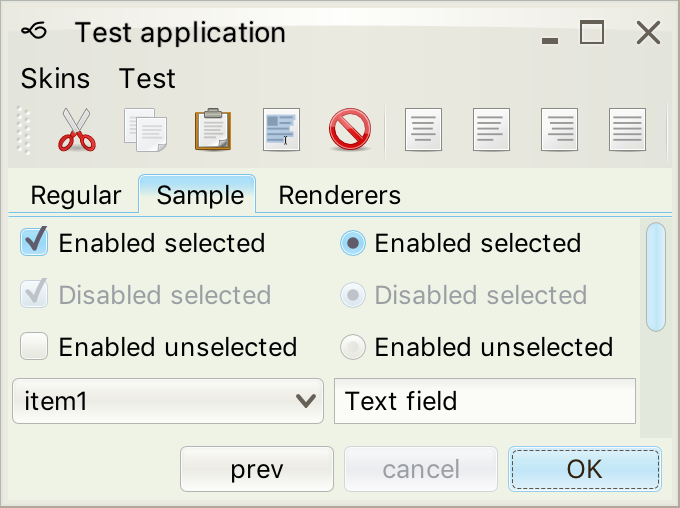 Test application
Skins Test
Regular Sample Renderers
Enabled selected Enabled selected
Disabled selected Disabled selected
Enabled unselected Enabled unselected
item1 Text field
prev cancel OK